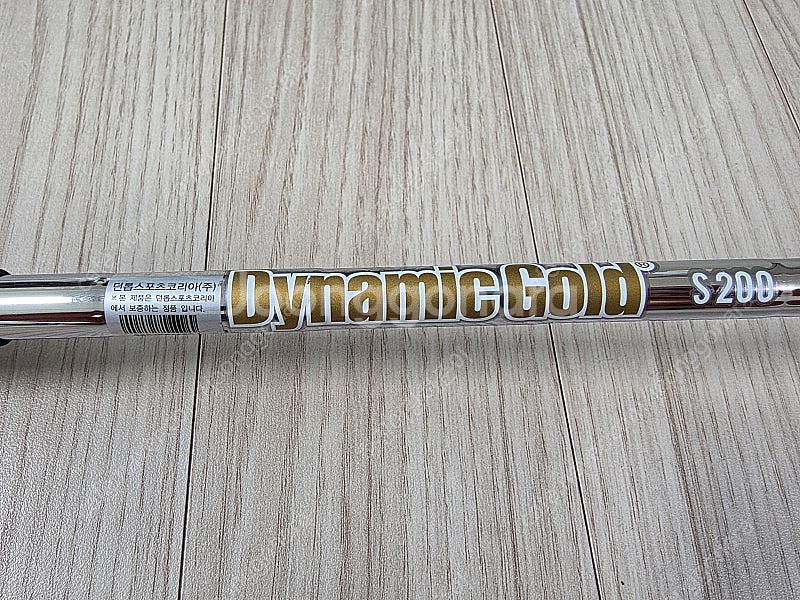 던롭스포츠코리아(주)
※본 제품은 던롭스포츠코리아
에서 보증하는 정품 입니다.
Dynamic Gold®
S 200